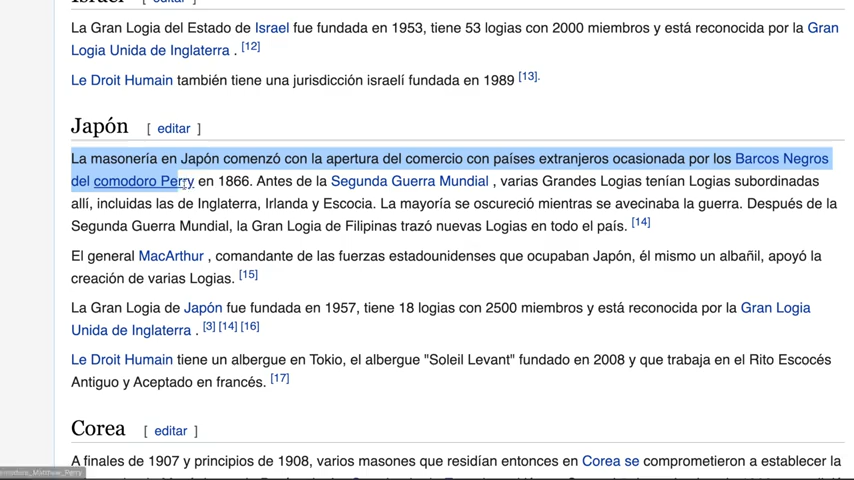 [ editar ]
La Gran Logia del Estado de Israel fue fundada en 1953, tiene 53 logias con 2000 miembros y está reconocida por la Gran
Logia Unida de Inglaterra . [12]
Le Droit Humain también tiene una jurisdicción israelí fundada en 1989 [13].
Japón [ editar ]
La masonería en Japón comenzó con la apertura del comercio con países extranjeros ocasionada por los Barcos Negros
del comodoro Perry en 1866. Antes de la Segunda Guerra Mundial , varias Grandes Logias tenían Logias subordinadas
allí, incluidas las de Inglaterra, Irlanda y Escocia. La mayoría se oscureció mientras se avecinaba la guerra. Después de la
Segunda Guerra Mundial, la Gran Logia de Filipinas trazó nuevas Logias en todo el país. [14]
El general MacArthur , comandante de las fuerzas estadounidenses que ocupaban Japón, él mismo un albañil, apoyó la
creación de varias Logias. [15]
La Gran Logia de Japón fue fundada en 1957, tiene 18 logias con 2500 miembros y está reconocida por la Gran Logia
Unida de Inglaterra . [3] [14] [16]
Le Droit Humain tiene un albergue en Tokio, el albergue "Soleil Levant" fundado en 2008 y que trabaja en el Rito Escocés
Antiguo y Aceptado en francés. [17]
Corea [ editar ]
A finales de 1907 y principios de 1908, varios masones que residían entonces en Corea se comprometieron a establecer la